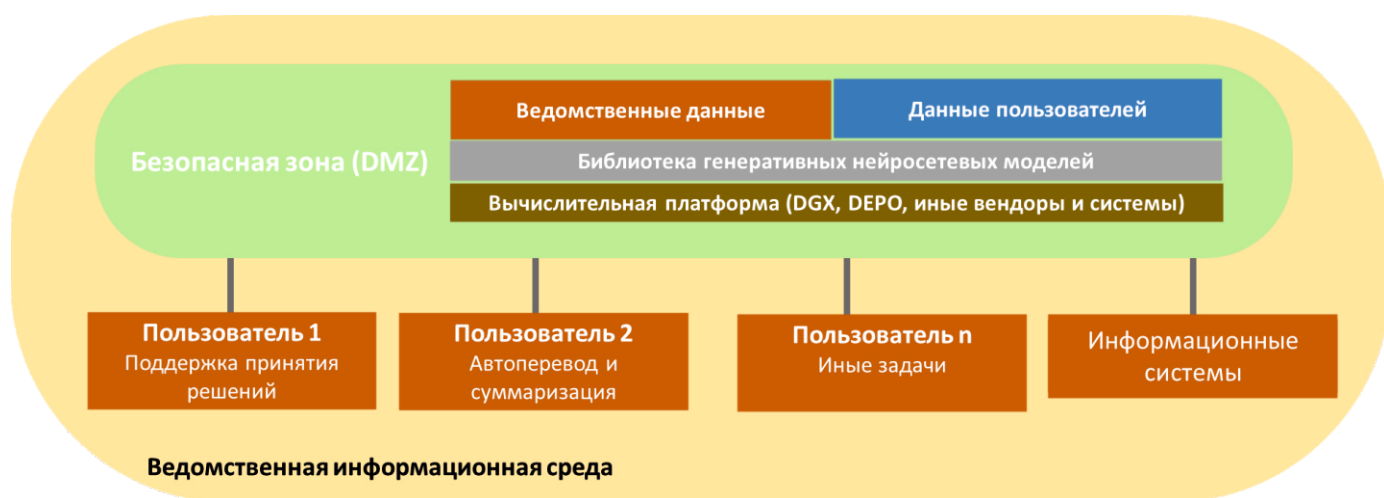 Ведомственные данные
Данные пользователей
Безопасная зона (DMZ)
Библиотека генеративных нейросетевых моделей
Вычислительная платформа (DGX, DEPO, иные вендоры и системы)
Пользователь 1
Поддержка принятия
решений
Пользователь 2
Автоперевод и
суммаризация
Пользователь n
Иные задачи
Информационные
системы
Ведомственная информационная среда